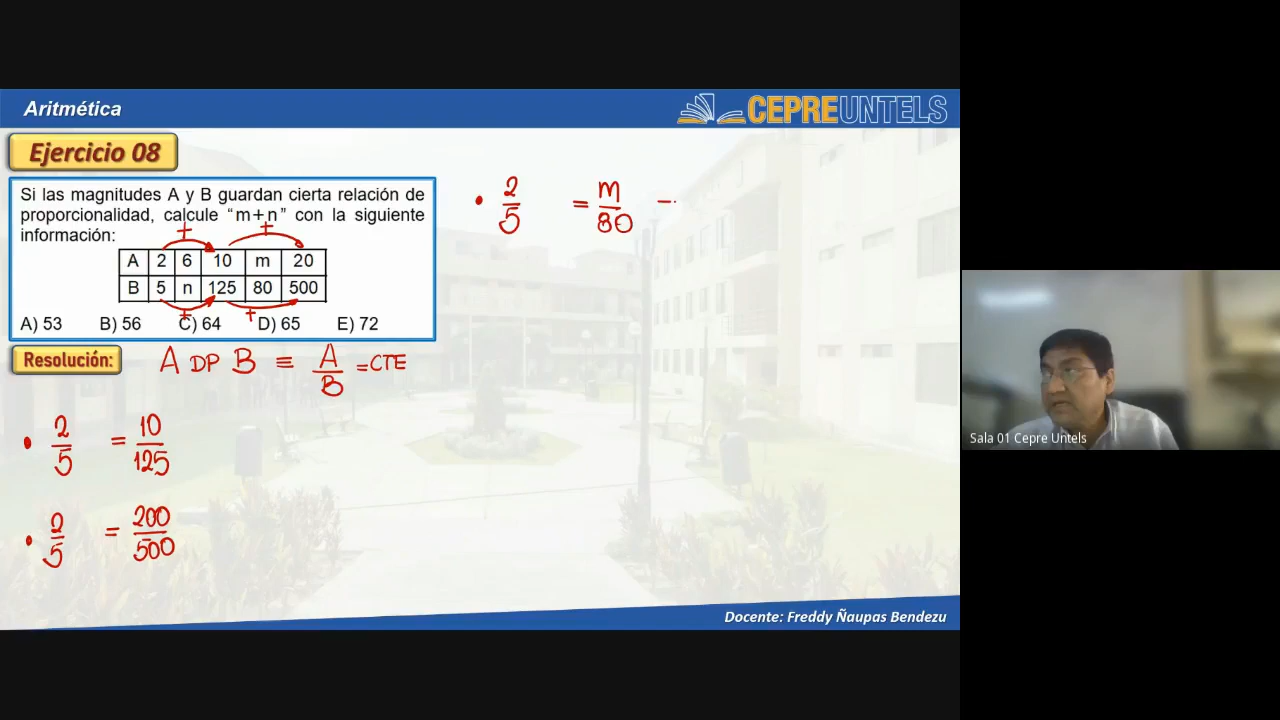 Aritmética
CEPREUNTELS
Ejercicio 08
Si las magnitudes A y B guardan cierta relación de
proporcionalidad, calcule “m+n” con la siguiente
información:
+ +
A 2 6 10 m 20
B 5 n 125 80 500
+ +
A) 53 B) 56 C) 64 D) 65 E) 72
Resolución:
A DP B ≡ A/B = CTE
• 2/5 = 10/125
• 2/5 = 200/500
• 2/5 = m/80 -
Sala 01 Cepre Untels
Docente: Freddy Ñaupas Bendezu